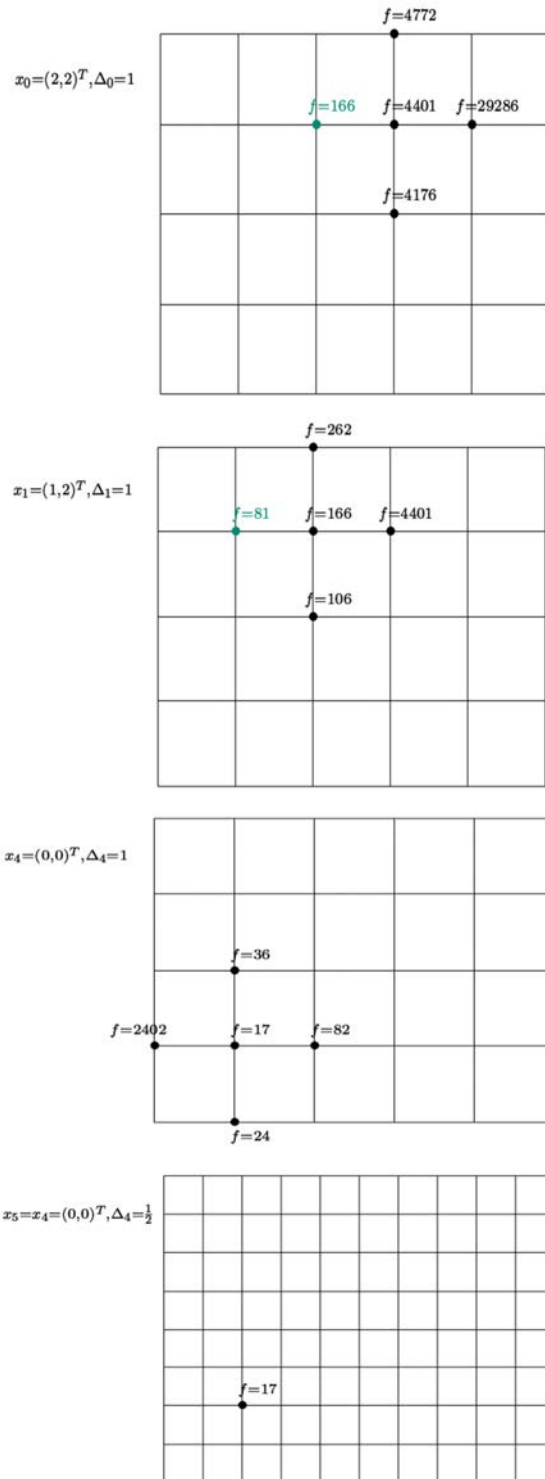 f=4772
x₀=(2,2)ᵀ,Δ₀=1
f=166 f=4401 f=29286
f=4176
f=262
x₁=(1,2)ᵀ,Δ₁=1
f=81 f=166 f=4401
f=106
x₄=(0,0)ᵀ,Δ₄=1
f=36
f=2402 f=17 f=82
f=24
x₅=x₄=(0,0)ᵀ,Δ₄=½
f=17